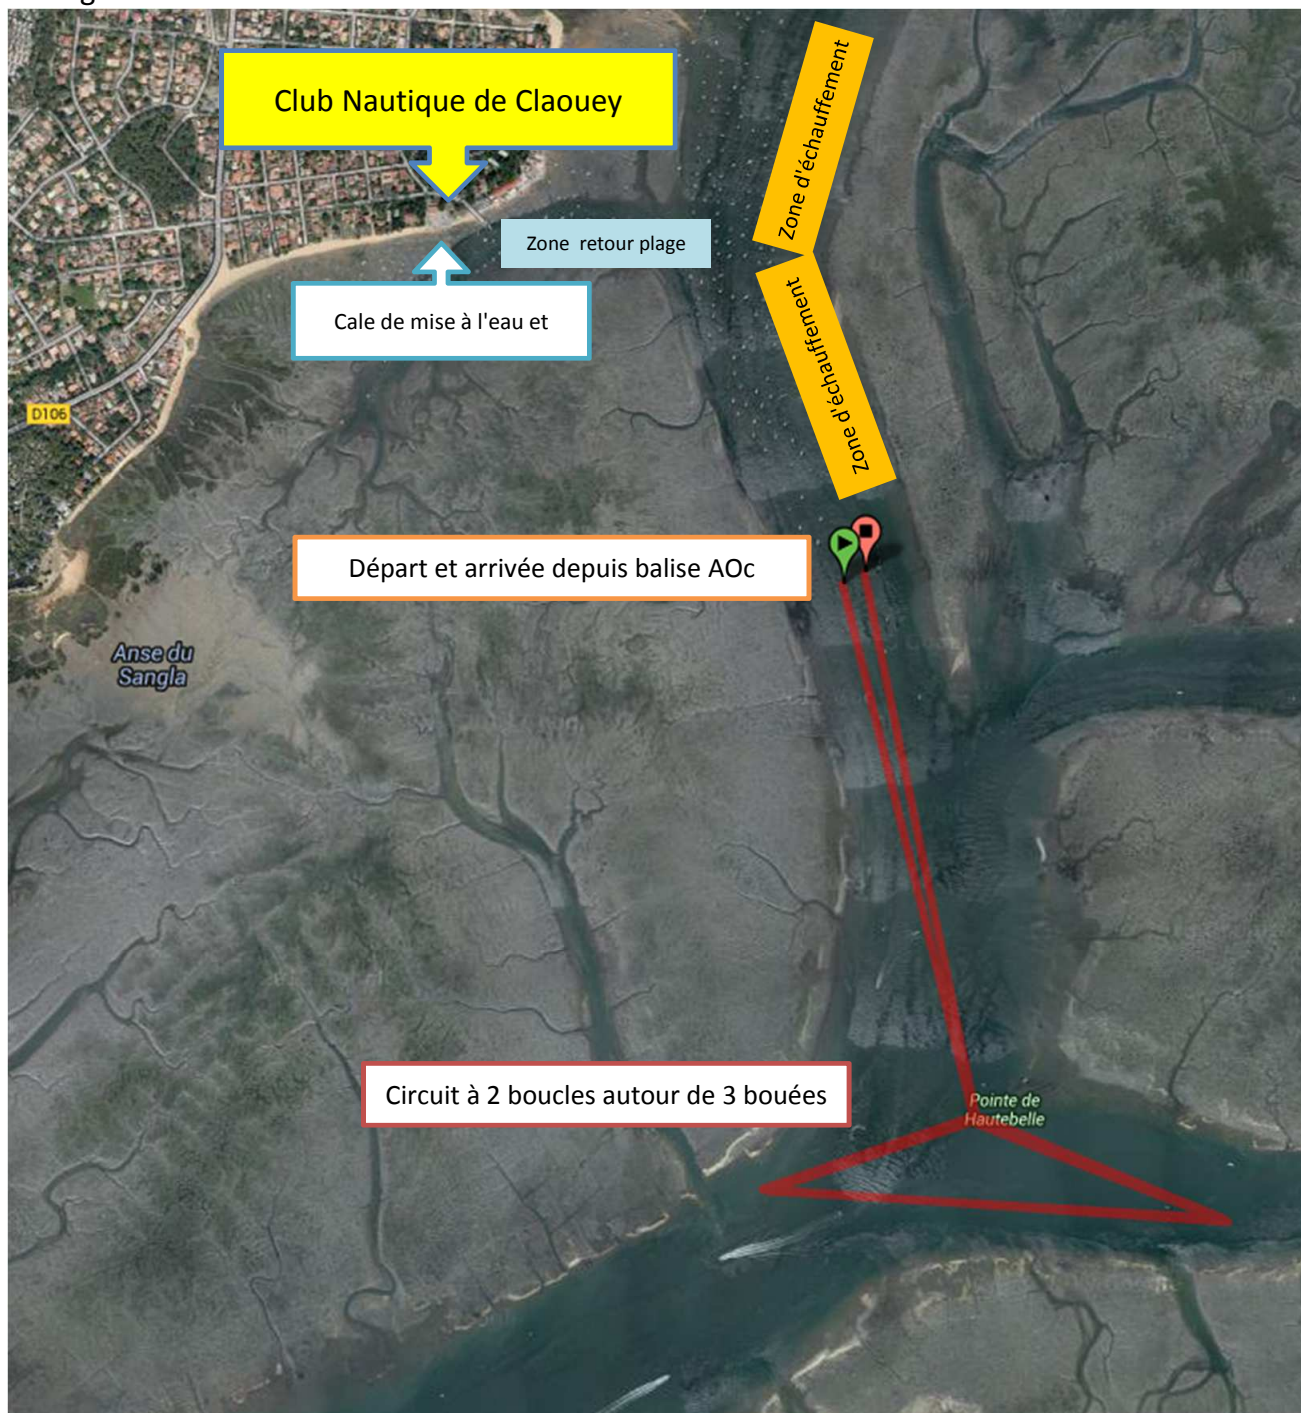 Club Nautique de Claouey
Zone d'échauffement
Zone retour plage
Zone d'échauffement
Cale de mise à l'eau et
D106
Départ et arrivée depuis balise AOc
Anse du
Sangla
Circuit à 2 boucles autour de 3 bouées
Pointe de
Hautebelle